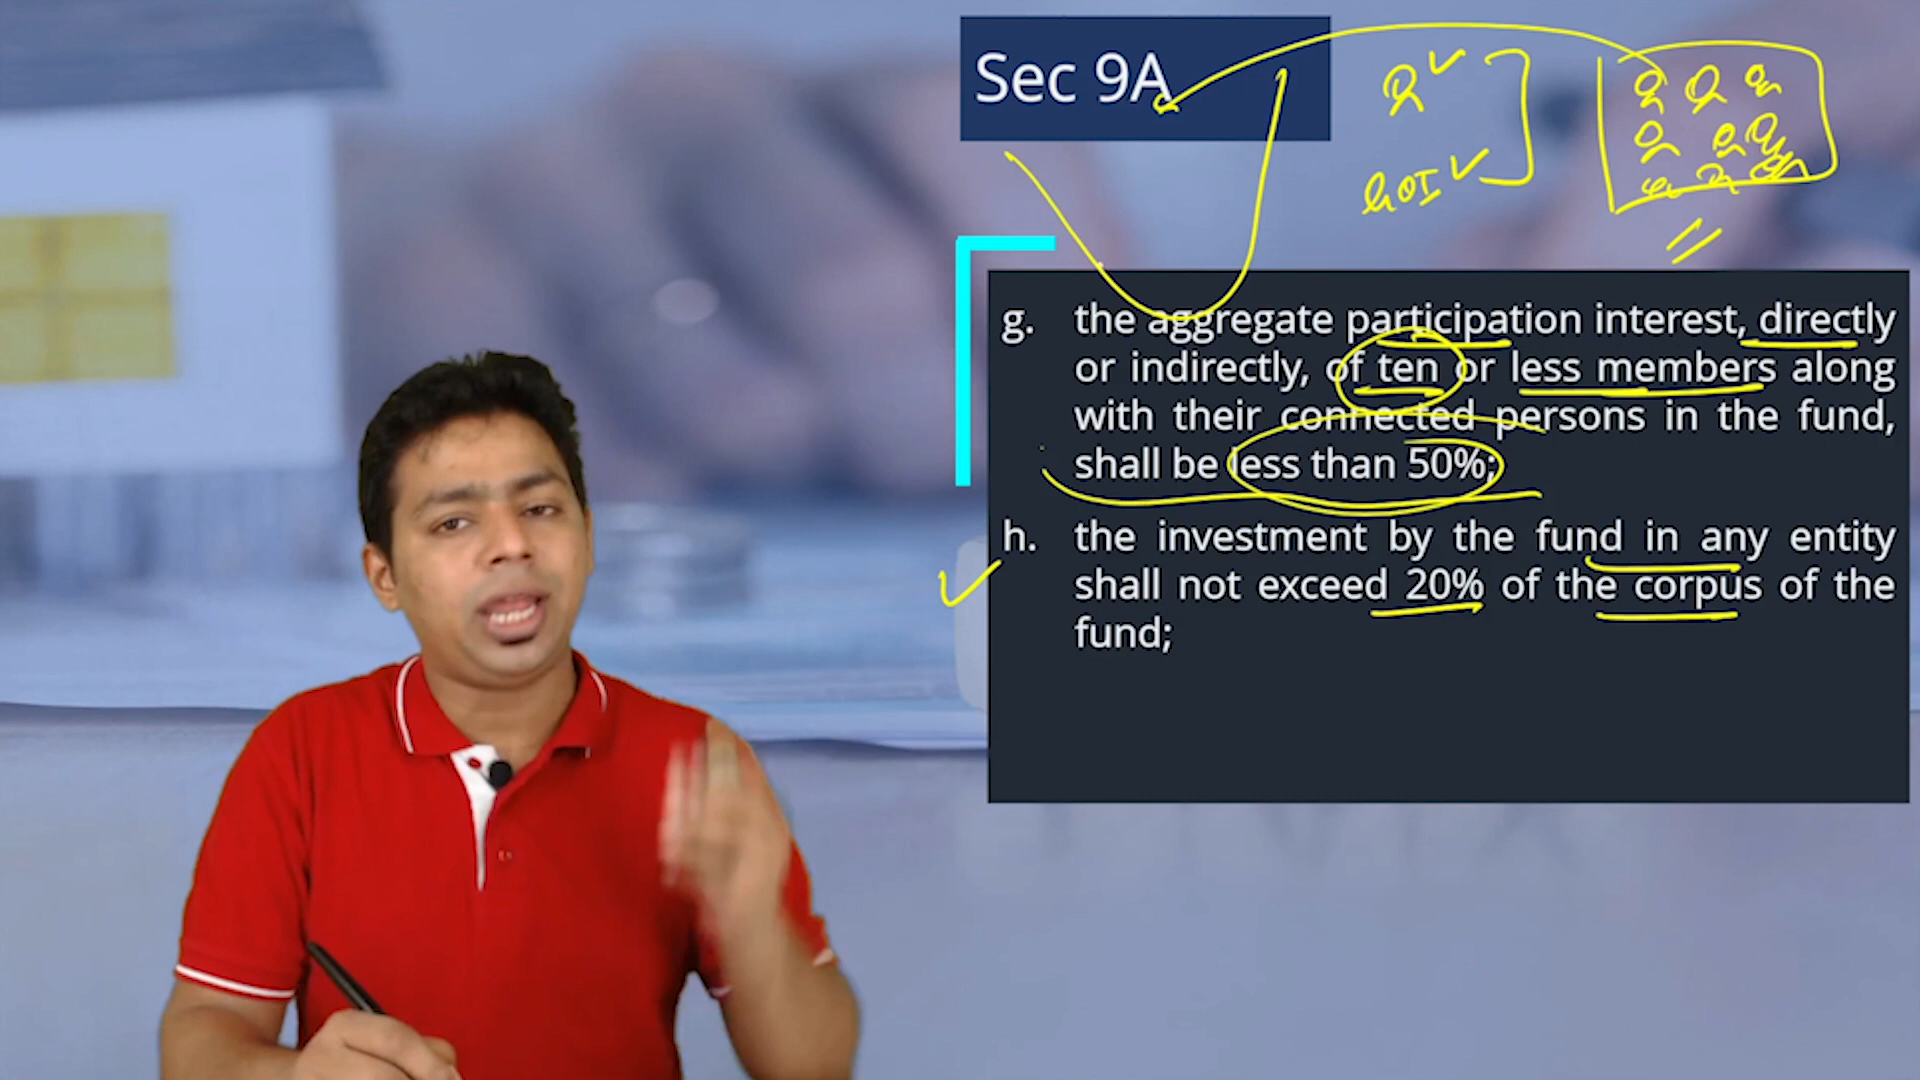 Sec 9A
g. the aggregate participation interest, directly
or indirectly, of ten or less members along
with their connected persons in the fund,
shall be less than 50%;
h. the investment by the fund in any entity
shall not exceed 20% of the corpus of the
fund;